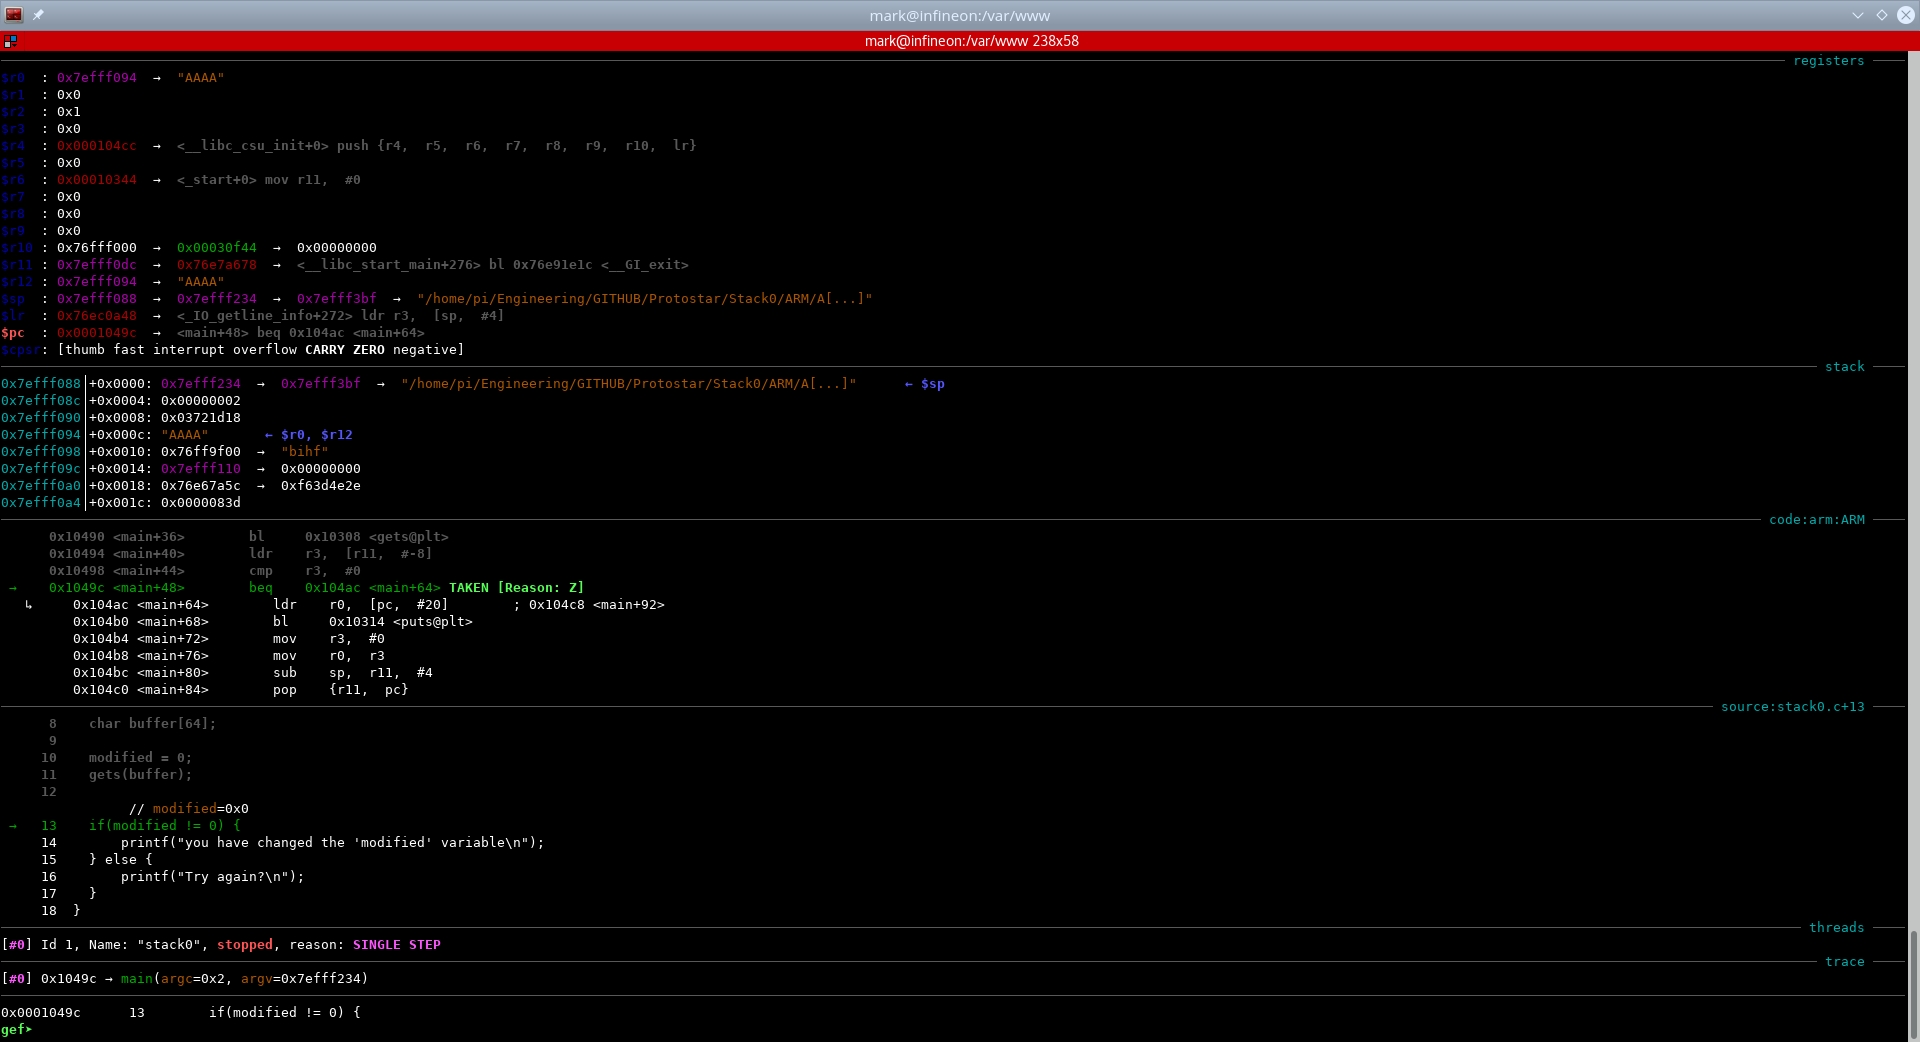 mark@infineon:/var/www
mark@infineon:/var/www 238x58
registers
$r0  : 0x7efff094  →  "AAAA"
$r1  : 0x0
$r2  : 0x1
$r3  : 0x0
$r4  : 0x000104cc  →  <__libc_csu_init+0> push {r4,  r5,  r6,  r7,  r8,  r9,  r10,  lr}
$r5  : 0x0
$r6  : 0x00010344  →  <_start+0> mov r11,  #0
$r7  : 0x0
$r8  : 0x0
$r9  : 0x0
$r10 : 0x76fff000  →  0x00030f44  →  0x00000000
$r11 : 0x7efff0dc  →  0x76e7a678  →  <__libc_start_main+276> bl 0x76e91e1c <__GI_exit>
$r12 : 0x7efff094  →  "AAAA"
$sp  : 0x7efff088  →  0x7efff234  →  0x7efff3bf  →  "/home/pi/Engineering/GITHUB/Protostar/Stack0/ARM/A[...]"
$lr  : 0x76ec0a48  →  <_IO_getline_info+272> ldr r3,  [sp,  #4]
$pc  : 0x0001049c  →  <main+48> beq 0x104ac <main+64>
$cpsr: [thumb fast interrupt overflow CARRY ZERO negative]
stack
0x7efff088│+0x0000: 0x7efff234  →  0x7efff3bf  →  "/home/pi/Engineering/GITHUB/Protostar/Stack0/ARM/A[...]"      ← $sp
0x7efff08c│+0x0004: 0x00000002
0x7efff090│+0x0008: 0x03721d18
0x7efff094│+0x000c: "AAAA"       ← $r0, $r12
0x7efff098│+0x0010: 0x76ff9f00  →  "bihf"
0x7efff09c│+0x0014: 0x7efff110  →  0x00000000
0x7efff0a0│+0x0018: 0x76e67a5c  →  0xf63d4e2e
0x7efff0a4│+0x001c: 0x0000083d
code:arm:ARM
0x10490 <main+36>        bl     0x10308 <gets@plt>
0x10494 <main+40>        ldr    r3,  [r11,  #-8]
0x10498 <main+44>        cmp    r3,  #0
→    0x1049c <main+48>        beq    0x104ac <main+64> TAKEN [Reason: Z]
↳     0x104ac <main+64>        ldr    r0,  [pc,  #20]        ; 0x104c8 <main+92>
0x104b0 <main+68>        bl     0x10314 <puts@plt>
0x104b4 <main+72>        mov    r3,  #0
0x104b8 <main+76>        mov    r0,  r3
0x104bc <main+80>        sub    sp,  r11,  #4
0x104c0 <main+84>        pop    {r11,  pc}
source:stack0.c+13
8    char buffer[64];
9
10    modified = 0;
11    gets(buffer);
12
// modified=0x0
→   13    if(modified != 0) {
14        printf("you have changed the 'modified' variable\n");
15    } else {
16        printf("Try again?\n");
17    }
18  }
threads
[#0] Id 1, Name: "stack0", stopped, reason: SINGLE STEP
trace
[#0] 0x1049c → main(argc=0x2, argv=0x7efff234)
0x0001049c      13        if(modified != 0) {
gef➤